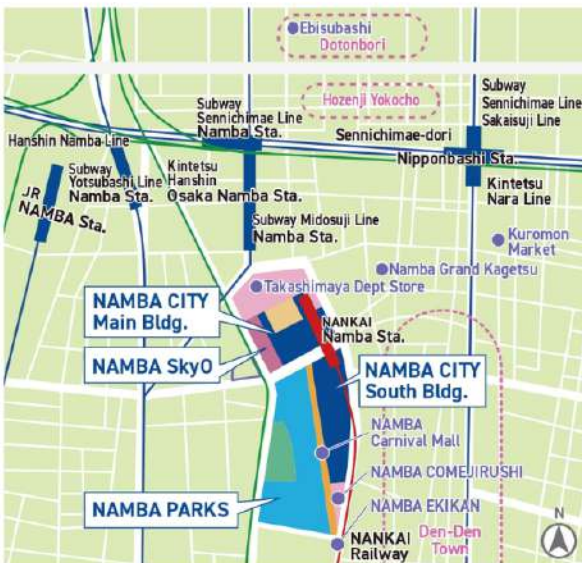 Ebisubashi
Dotonbori
Hozenji Yokocho
Subway
Sennichimae Line
Sakaisuji Line
Subway
Sennichimae Line
Namba Sta.
Sennichimae-dori
Hanshin Namba Line
Nipponbashi Sta.
Subway
Yotsubashi Line
Namba Sta.
Kintetsu
Hanshin
Osaka Namba Sta.
Kintetsu
Nara Line
JR
NAMBA Sta.
Subway Midosuji Line
Namba Sta.
Kuromon
Market
Namba Grand Kagetsu
Takashimaya Dept Store
NAMBA CITY
Main Bldg.
NANKAI
Namba Sta.
NAMBA SkyO
NAMBA CITY
South Bldg.
NAMBA
Carnival Mall
NAMBA COMEJIRUSHI
NAMBA PARKS
NAMBA EKIKAN
NANKAI
Railway
Den-Den
Town
N